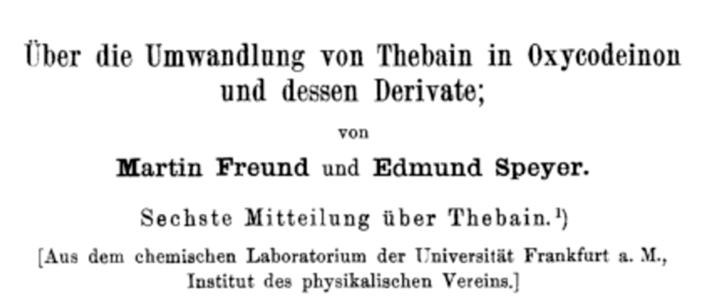 Über die Umwandlung von Thebain in Oxycodeinon
und dessen Derivate;
von
Martin Freund und Edmund Speyer.
Sechste Mitteilung über Thebain.¹)
[Aus dem chemischen Laboratorium der Universität Frankfurt a. M.,
Institut des physikalischen Vereins.]